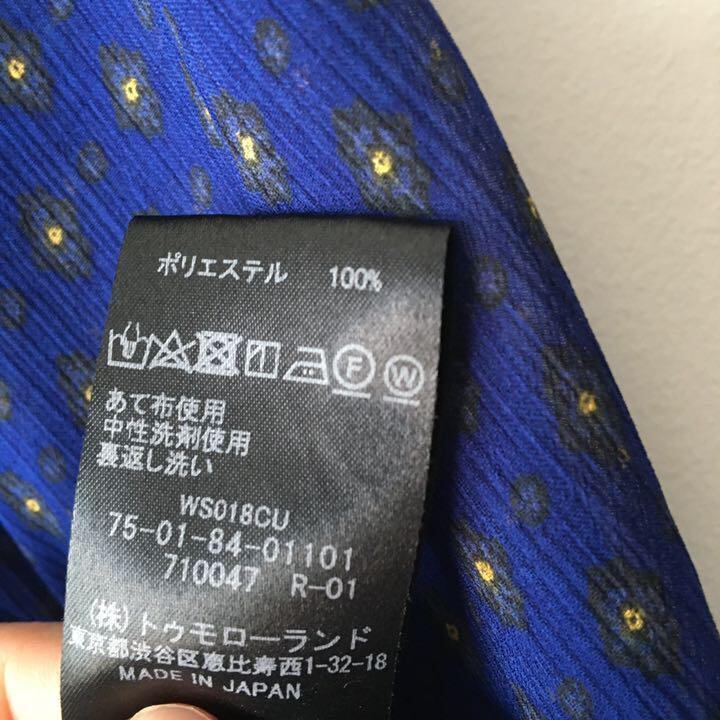 ポリエステル 100%
F W
あて布使用
中性洗剤使用
裏返し洗い
WS018CU
75-01-84-01101
710047 R-01
(株)トゥモローランド
東京都渋谷区恵比寿西1-32-18
MADE IN JAPAN